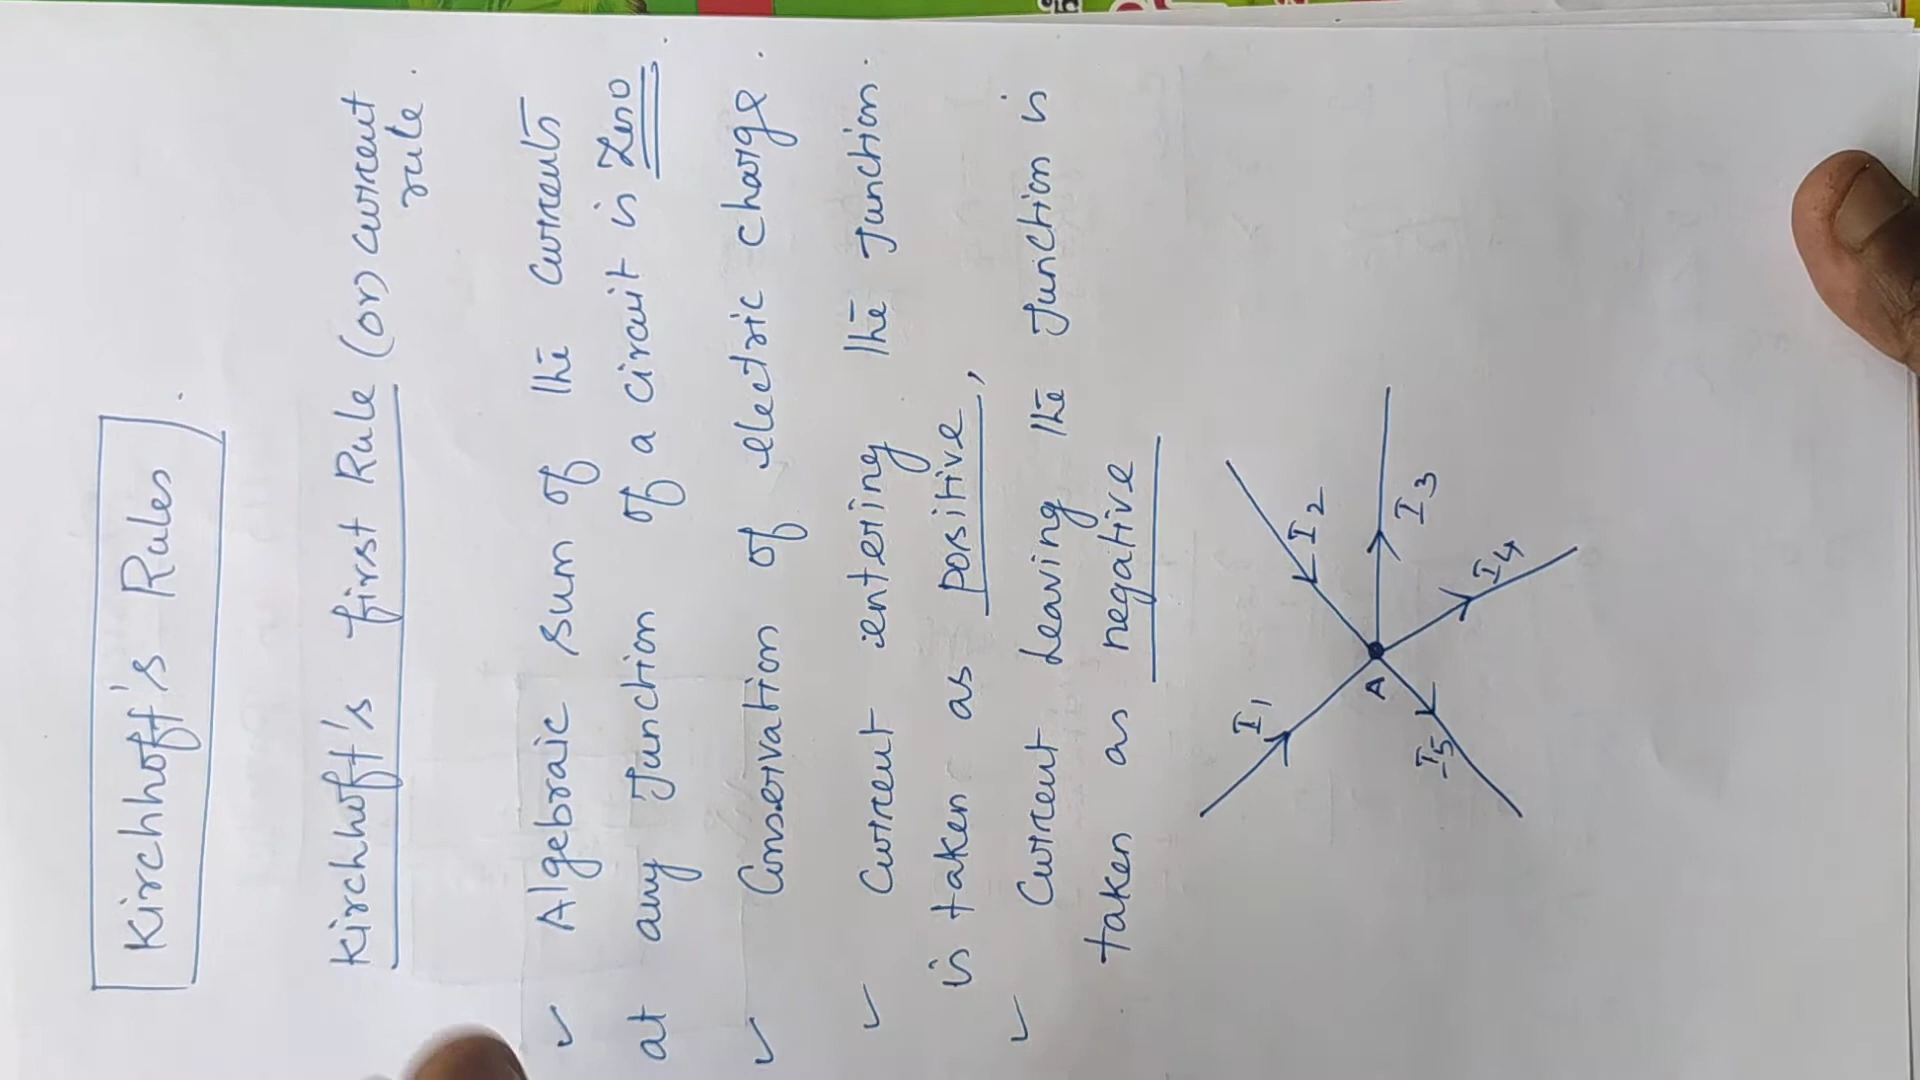 Kirchhoff's Rules.
Kirchhoff's first Rule (or) current
rule.
✓ Algebraic sum of the currents
at any Junction of a circuit is Zero.
✓ Conservation of electric charge.
✓ Current entering the Junction.
is taken as positive,
✓ Current Leaving the Junction is
taken as negative
I1
I2
A
I3
I5
I4